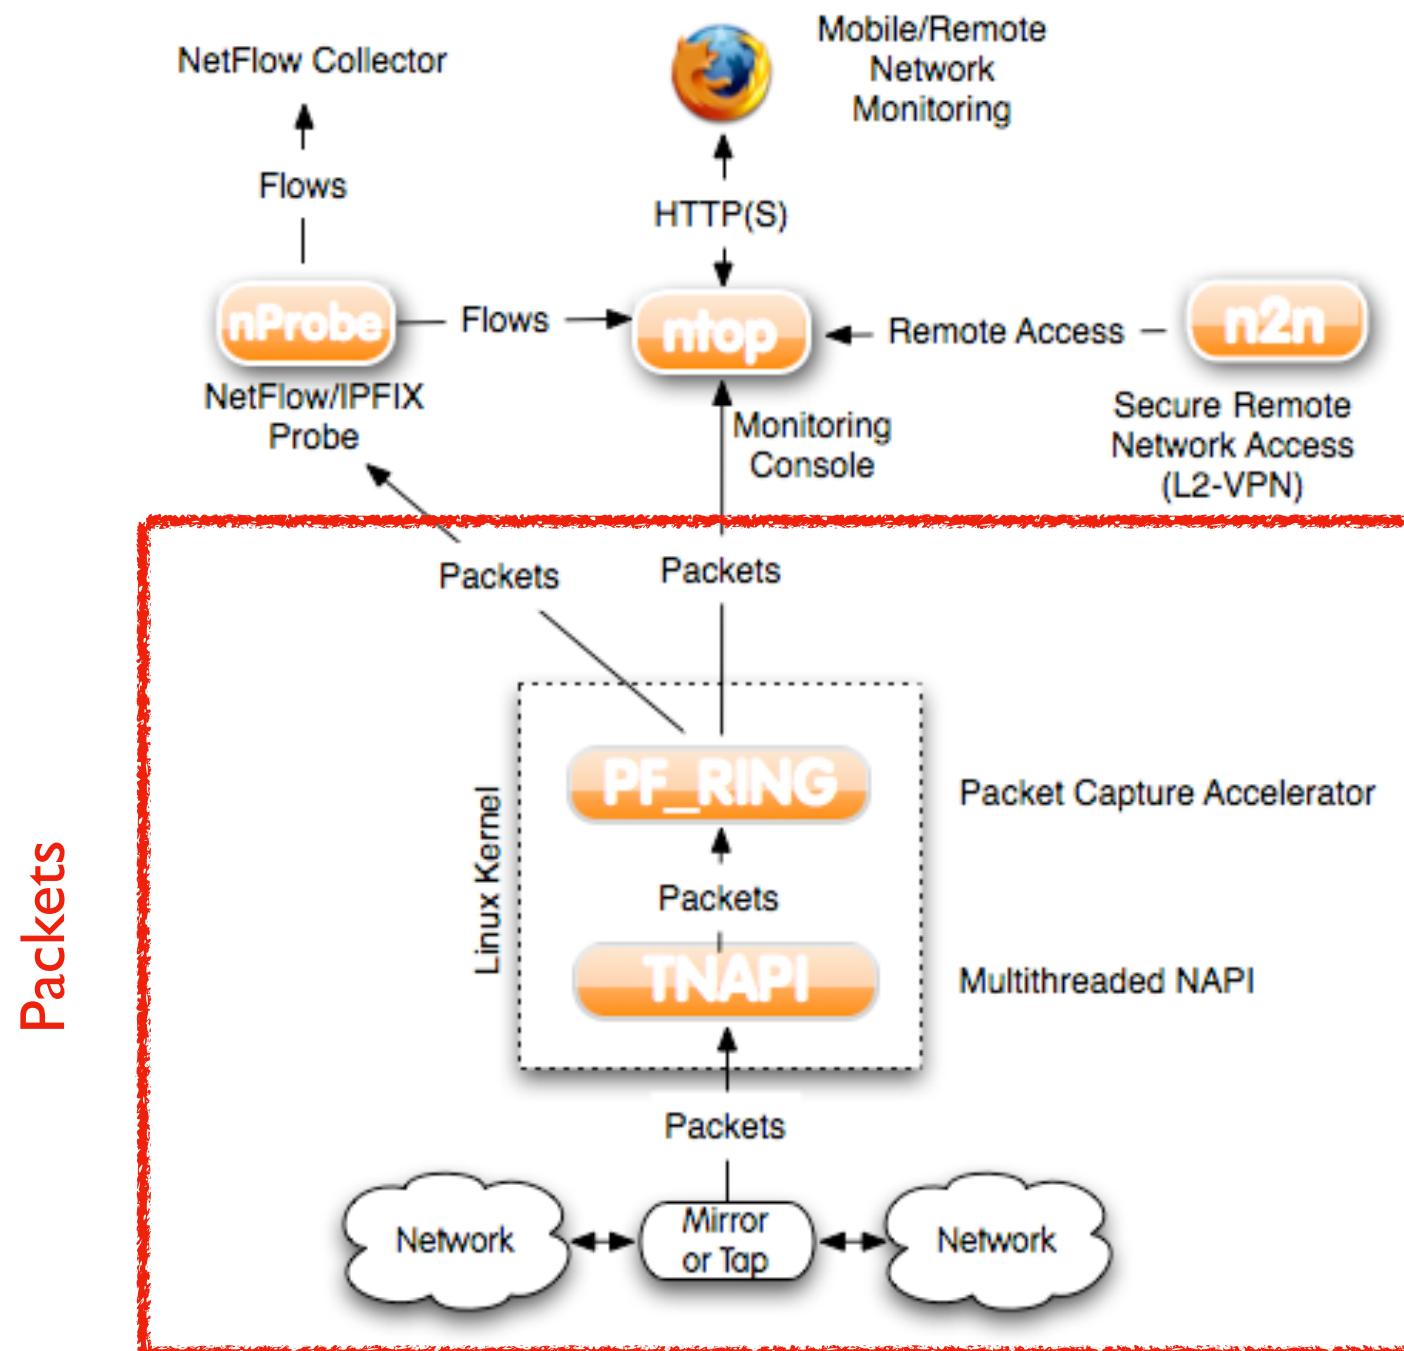 NetFlow Collector
Mobile/Remote
Network
Monitoring
Flows
HTTP(S)
nProbe
Flows
ntop
Remote Access
n2n
NetFlow/IPFIX
Probe
Monitoring
Console
Secure Remote
Network Access
(L2-VPN)
Packets
Packets
Packets
Linux Kernel
PF_RING
Packet Capture Accelerator
Packets
TNAPI
Multithreaded NAPI
Packets
Network
Mirror
or Tap
Network